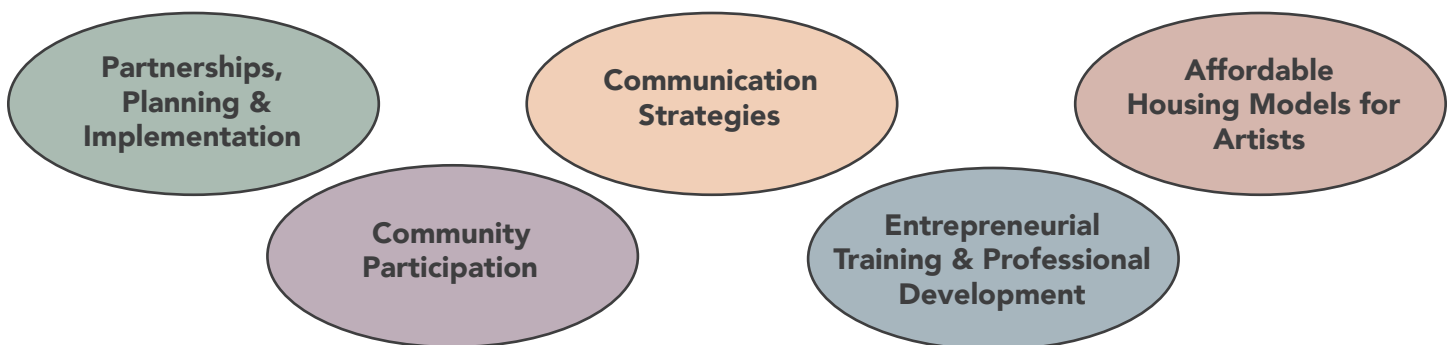 Partnerships,
Planning &
Implementation
Community
Participation
Communication
Strategies
Entrepreneurial
Training & Professional
Development
Affordable
Housing Models for
Artists